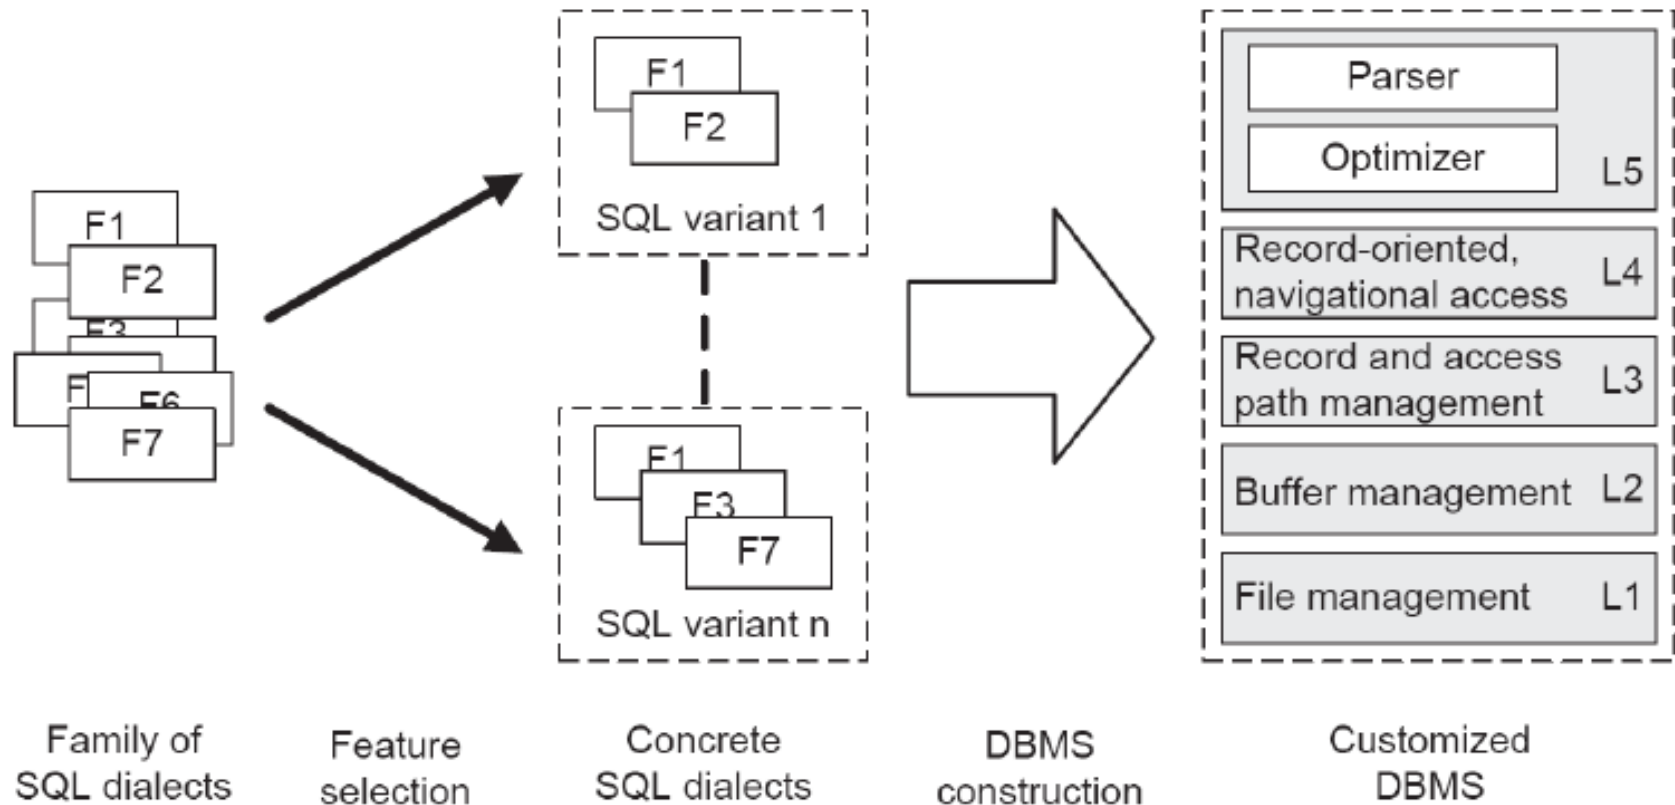 F1
F2
F3
F6
F7
F1
F2
SQL variant 1
F1
F3
F7
SQL variant n
Parser
Optimizer
L5
Record-oriented,
navigational access
L4
Record and access
path management
L3
Buffer management
L2
File management
L1
Family of
SQL dialects
Feature
selection
Concrete
SQL dialects
DBMS
construction
Customized
DBMS